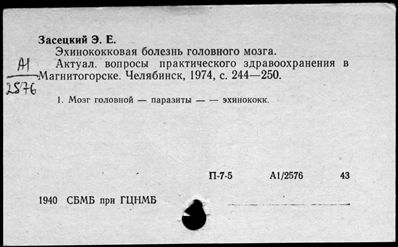 Засецкий Э. Е.
Эхинококковая болезнь головного мозга.
А1 Актуал. вопросы практического здравоохранения в
2576 Магнитогорске. Челябинск, 1974, с. 244—250.
1. Мозг головной — паразиты — — эхинококк.
П-7-5 А1/2576 43
1940 СБМБ при ГЦНМБ